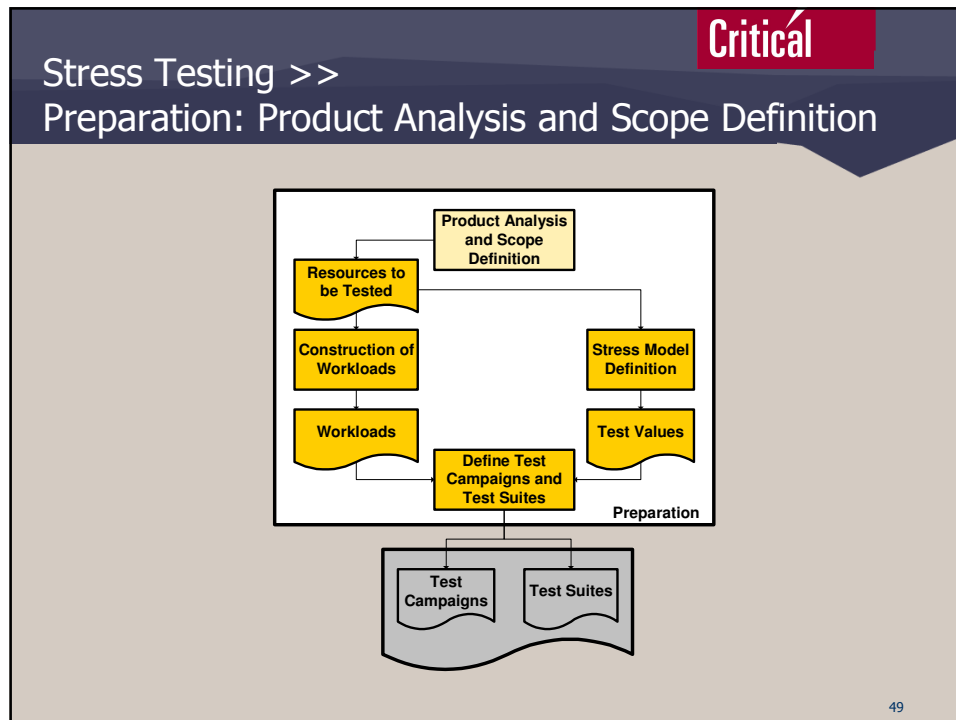 Critical
Stress Testing >>
Preparation: Product Analysis and Scope Definition
Product Analysis
and Scope
Definition
Resources to
be Tested
Construction of
Workloads
Stress Model
Definition
Workloads
Test Values
Define Test
Campaigns and
Test Suites
Preparation
Test
Campaigns
Test Suites
49